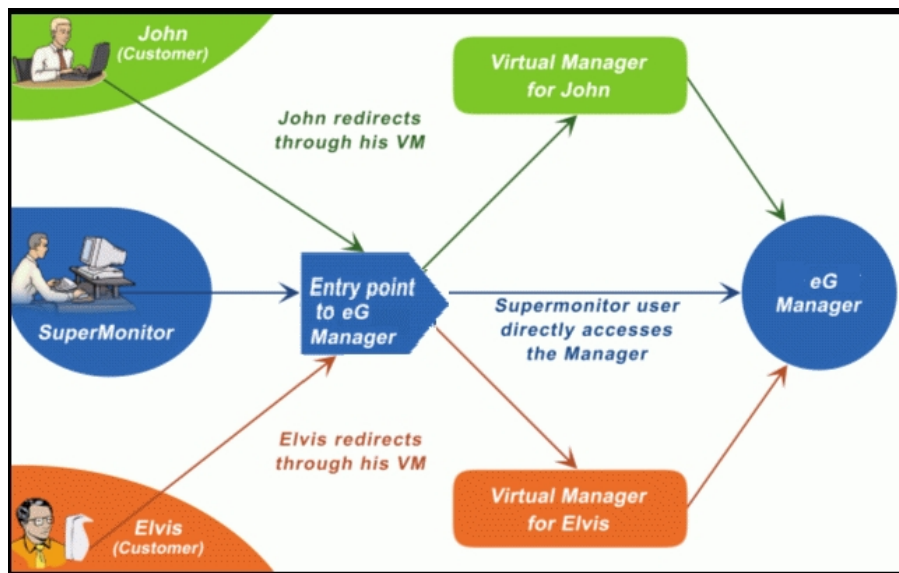 John
(Customer)
Virtual Manager
for John
John redirects
through his VM
SuperMonitor
Entry point
to eG
Manager
Supermonitor user
directly accesses
the Manager
eG
Manager
Elvis redirects
through his VM
Virtual Manager
for Elvis
Elvis
(Customer)